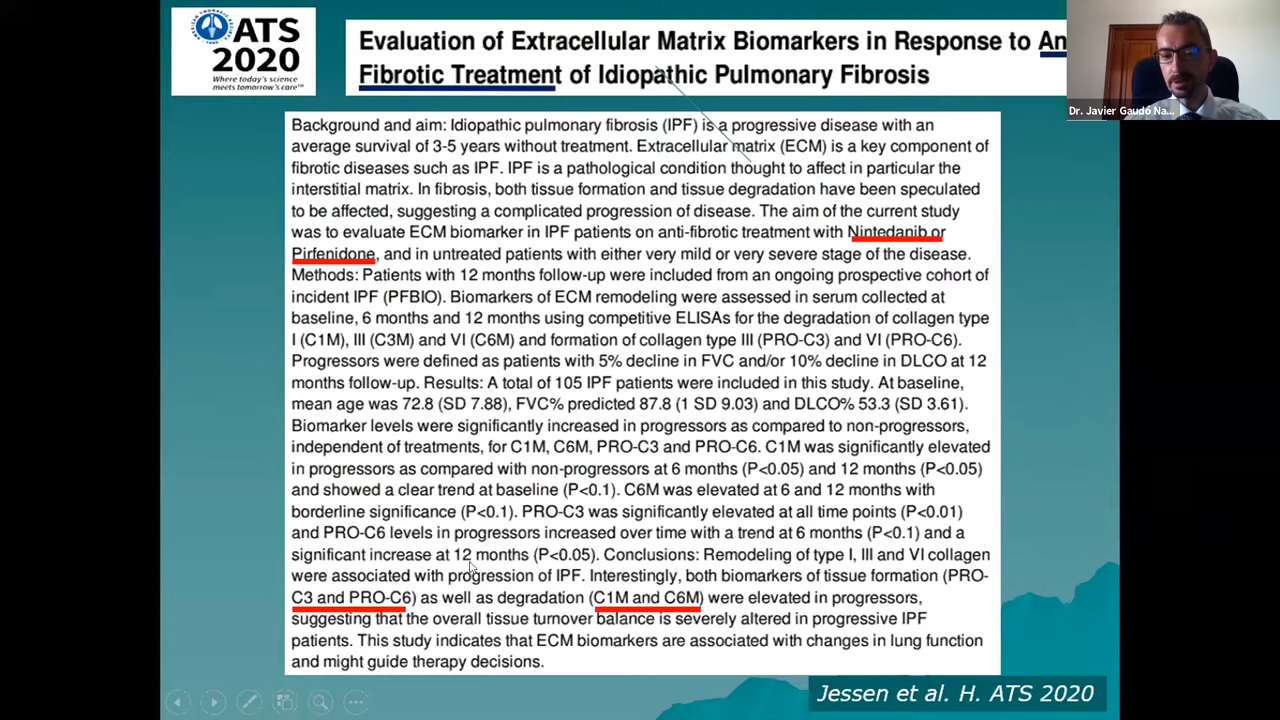 ATS
2020
Where today's science
meets tomorrow's care™
Evaluation of Extracellular Matrix Biomarkers in Response to An
Fibrotic Treatment of Idiopathic Pulmonary Fibrosis
Dr. Javier Gaudó Na...
Background and aim: Idiopathic pulmonary fibrosis (IPF) is a progressive disease with an
average survival of 3-5 years without treatment. Extracellular matrix (ECM) is a key component of
fibrotic diseases such as IPF. IPF is a pathological condition thought to affect in particular the
interstitial matrix. In fibrosis, both tissue formation and tissue degradation have been speculated
to be affected, suggesting a complicated progression of disease. The aim of the current study
was to evaluate ECM biomarker in IPF patients on anti-fibrotic treatment with Nintedanib or
Pirfenidone, and in untreated patients with either very mild or very severe stage of the disease.
Methods: Patients with 12 months follow-up were included from an ongoing prospective cohort of
incident IPF (PFBIO). Biomarkers of ECM remodeling were assessed in serum collected at
baseline, 6 months and 12 months using competitive ELISAs for the degradation of collagen type
I (C1M), III (C3M) and VI (C6M) and formation of collagen type III (PRO-C3) and VI (PRO-C6).
Progressors were defined as patients with 5% decline in FVC and/or 10% decline in DLCO at 12
months follow-up. Results: A total of 105 IPF patients were included in this study. At baseline,
mean age was 72.8 (SD 7.88), FVC% predicted 87.8 (1 SD 9.03) and DLCO% 53.3 (SD 3.61).
Biomarker levels were significantly increased in progressors as compared to non-progressors,
independent of treatments, for C1M, C6M, PRO-C3 and PRO-C6. C1M was significantly elevated
in progressors as compared with non-progressors at 6 months (P<0.05) and 12 months (P<0.05)
and showed a clear trend at baseline (P<0.1). C6M was elevated at 6 and 12 months with
borderline significance (P<0.1). PRO-C3 was significantly elevated at all time points (P<0.01)
and PRO-C6 levels in progressors increased over time with a trend at 6 months (P<0.1) and a
significant increase at 12 months (P<0.05). Conclusions: Remodeling of type I, III and VI collagen
were associated with progression of IPF. Interestingly, both biomarkers of tissue formation (PRO-
C3 and PRO-C6) as well as degradation (C1M and C6M) were elevated in progressors,
suggesting that the overall tissue turnover balance is severely altered in progressive IPF
patients. This study indicates that ECM biomarkers are associated with changes in lung function
and might guide therapy decisions.
Jessen et al. H. ATS 2020